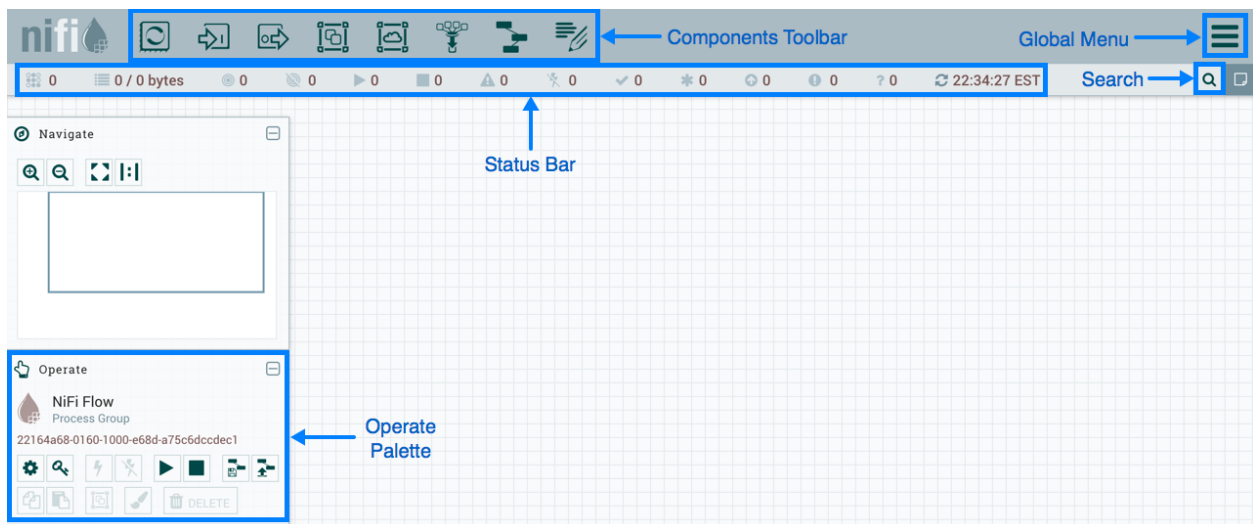 nifi
Components Toolbar
Global Menu
0 0 / 0 bytes 0 0 0 0 0 0 0 0 0 0 ? 0 22:34:27 EST
Search
Navigate
Status Bar
Operate
NiFi Flow
Process Group
22164a68-0160-1000-e68d-a75c6dccdec1
Operate
Palette
DELETE